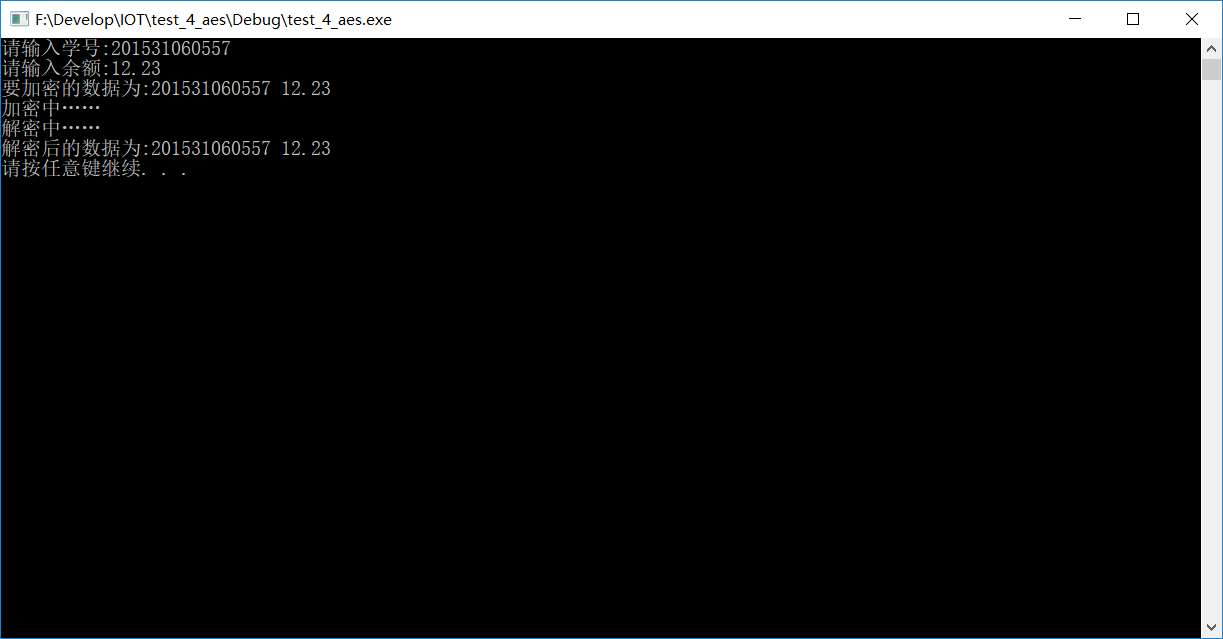 F:\Develop\IOT\test_4_aes\Debug\test_4_aes.exe
请输入学号:201531060557
请输入余额:12.23
要加密的数据为:201531060557 12.23
加密中……
解密中……
解密后的数据为:201531060557 12.23
请按任意键继续. . .